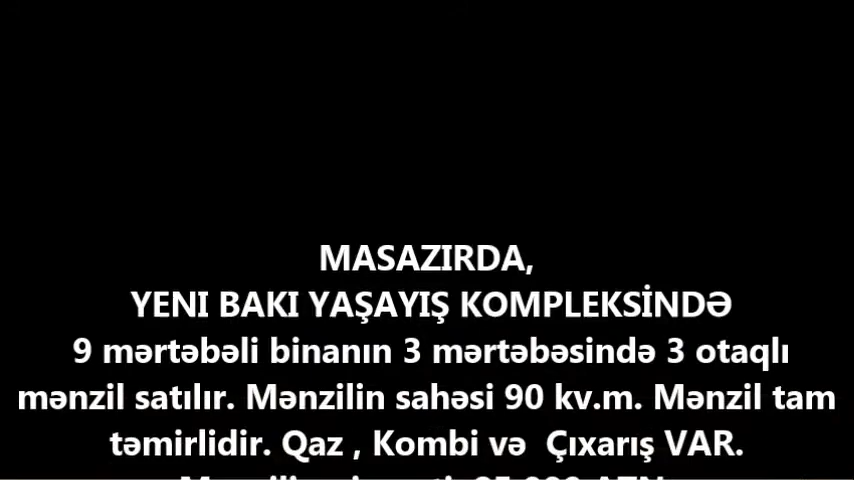 MASAZIRDA,
YENI BAKI YAŞAYIŞ KOMPLEKSİNDƏ
9 mərtəbəli binanın 3 mərtəbəsində 3 otaqlı
mənzil satılır. Mənzilin sahəsi 90 kv.m. Mənzil tam
təmirlidir. Qaz , Kombi və Çıxarış VAR.